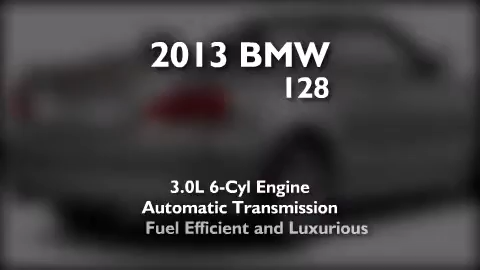 2013 BMW
128
3.0L 6-Cyl Engine
Automatic Transmission
Fuel Efficient and Luxurious